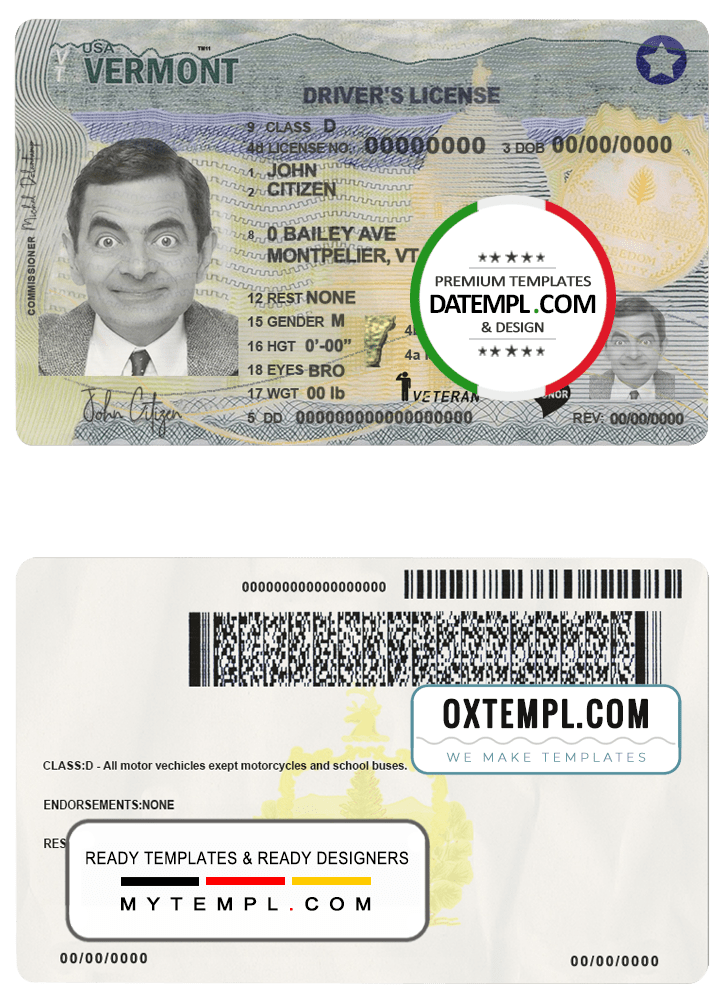 USA
VT
VERMONT
TM11
DRIVER'S LICENSE
9 CLASS D
4d LICENSE NO. 00000000 3 DOB 00/00/0000
1 JOHN
2 CITIZEN
8 0 BAILEY AVE
MONTPELIER, VT
12 REST NONE
15 GENDER M
16 HGT 0'-00"
18 EYES BRO
17 WGT 00 lb
5 DD 0000000000000000000
4a
VETERAN
REV: 00/00/0000
COMMISSIONER
John Citizen
PREMIUM TEMPLATES
DATEMPL.COM
& DESIGN
000000000000000000
OXTEMPL.COM
WE MAKE TEMPLATES
CLASS:D - All motor vechicles exept motorcycles and school buses.
ENDORSEMENTS:NONE
RES
READY TEMPLATES & READY DESIGNERS
MYTEMPL.COM
00/00/0000
00/00/0000